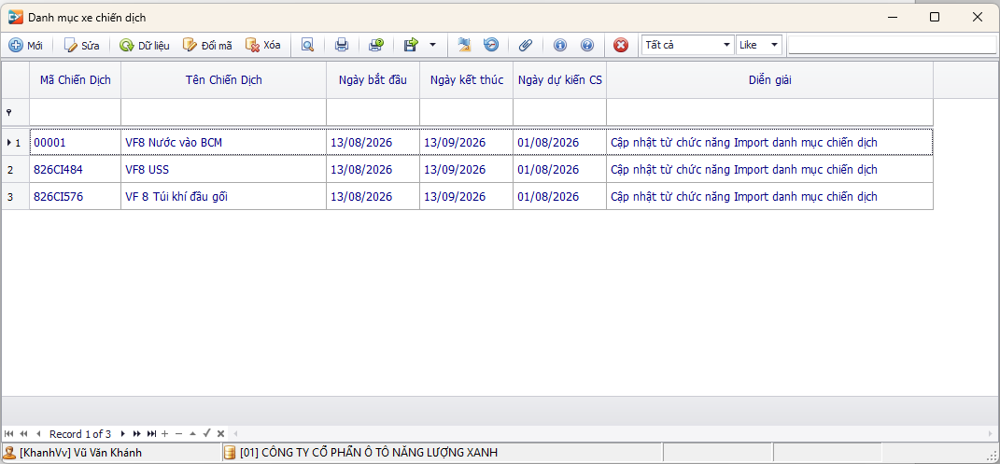 Danh mục xe chiến dịch
Mới Sửa Dữ liệu Đổi mã Xóa Tất cả Like
Mã Chiến Dịch Tên Chiến Dịch Ngày bắt đầu Ngày kết thúc Ngày dự kiến CS Diễn giải
1 00001 VF8 Nước vào BCM 13/08/2026 13/09/2026 01/08/2026 Cập nhật từ chức năng Import danh mục chiến dịch
2 826CI484 VF8 USS 13/08/2026 13/09/2026 01/08/2026 Cập nhật từ chức năng Import danh mục chiến dịch
3 826CI576 VF 8 Túi khí đầu gối 13/08/2026 13/09/2026 01/08/2026 Cập nhật từ chức năng Import danh mục chiến dịch
Record 1 of 3
[KhanhVv] Vũ Văn Khánh [01] CÔNG TY CỔ PHẦN Ô TÔ NĂNG LƯỢNG XANH